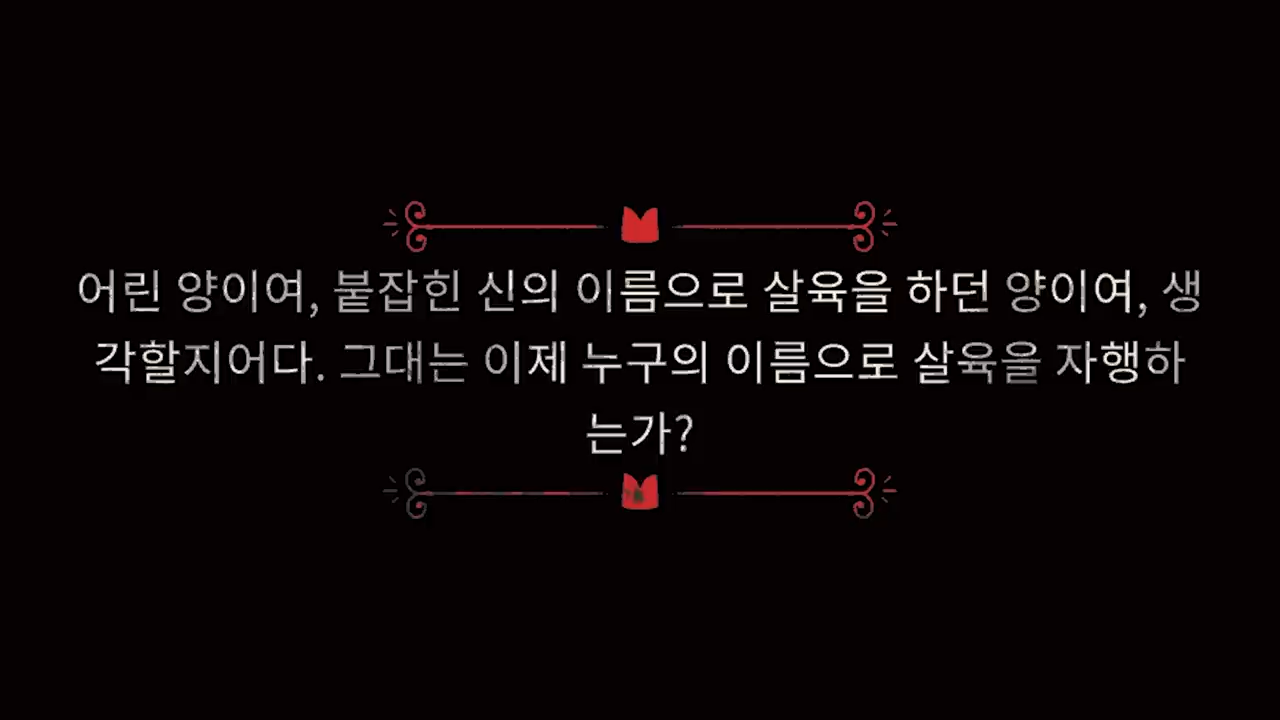 어린 양이여, 붙잡힌 신의 이름으로 살육을 하던 양이여, 생
각할지어다. 그대는 이제 누구의 이름으로 살육을 자행하
는가?